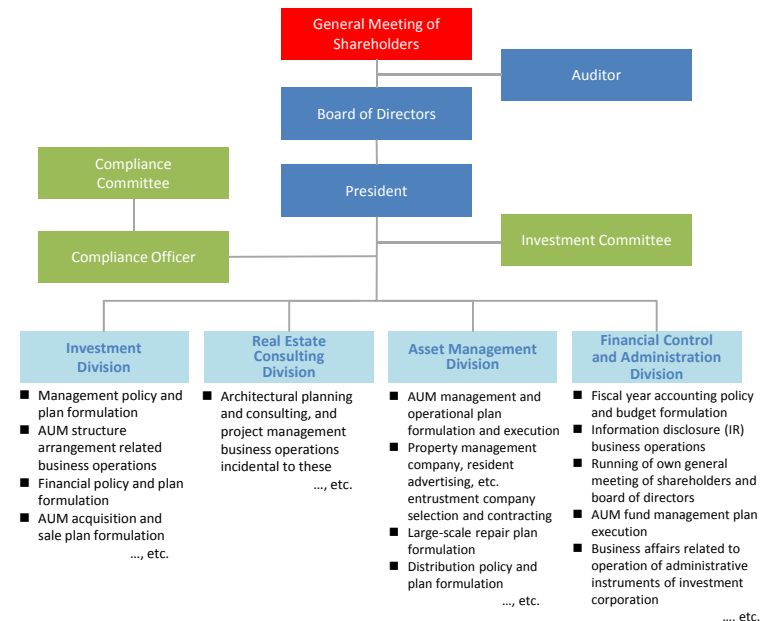 General Meeting of
Shareholders
Auditor
Board of Directors
Compliance
Committee
President
Compliance Officer
Investment Committee
Investment
Division
■ Management policy and
plan formulation
■ AUM structure
arrangement related
business operations
■ Financial policy and plan
formulation
■ AUM acquisition and
sale plan formulation
…, etc.
Real Estate
Consulting
Division
■ Architectural planning
and consulting, and
project management
business operations
incidental to these
…, etc.
Asset Management
Division
■ AUM management and
operational plan
formulation and execution
■ Property management
company, resident
advertising, etc.
entrustment company
selection and contracting
■ Large-scale repair plan
formulation
■ Distribution policy and
plan formulation
…, etc.
Financial Control
and Administration
Division
■ Fiscal year accounting policy
and budget formulation
■ Information disclosure (IR)
business operations
■ Running of own general
meeting of shareholders and
board of directors
■ AUM fund management plan
execution
■ Business affairs related to
operation of administrative
instruments of investment
corporation
…. etc.